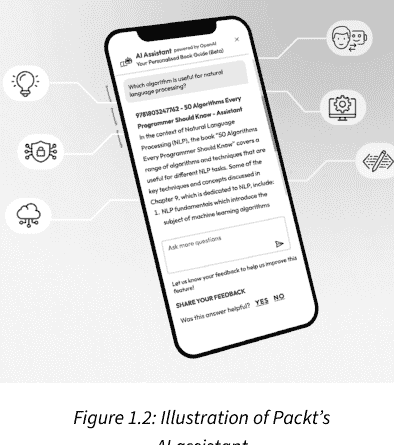 AI Assistant powered by OpenAI
Your Personalised Book Guide (Beta)
×
Which algorithm is useful for natural
language processing?
9781803247762 - 50 Algorithms Every
Programmer Should Know - Assistant
In the context of Natural Language
Processing (NLP), the book "50 Algorithms
Every Programmer Should Know" covers a
range of algorithms and techniques that are
useful for different NLP tasks. Some of the
key techniques and concepts discussed in
Chapter 9, which is dedicated to NLP, include:
1. NLP fundamentals which introduce the
subject of machine learning algorithms
Ask more questions
Let us know your feedback to help us improve this
feature!
SHARE YOUR FEEDBACK
Was this answer helpful? YES NO
Figure 1.2: Illustration of Packt's
AI assistant